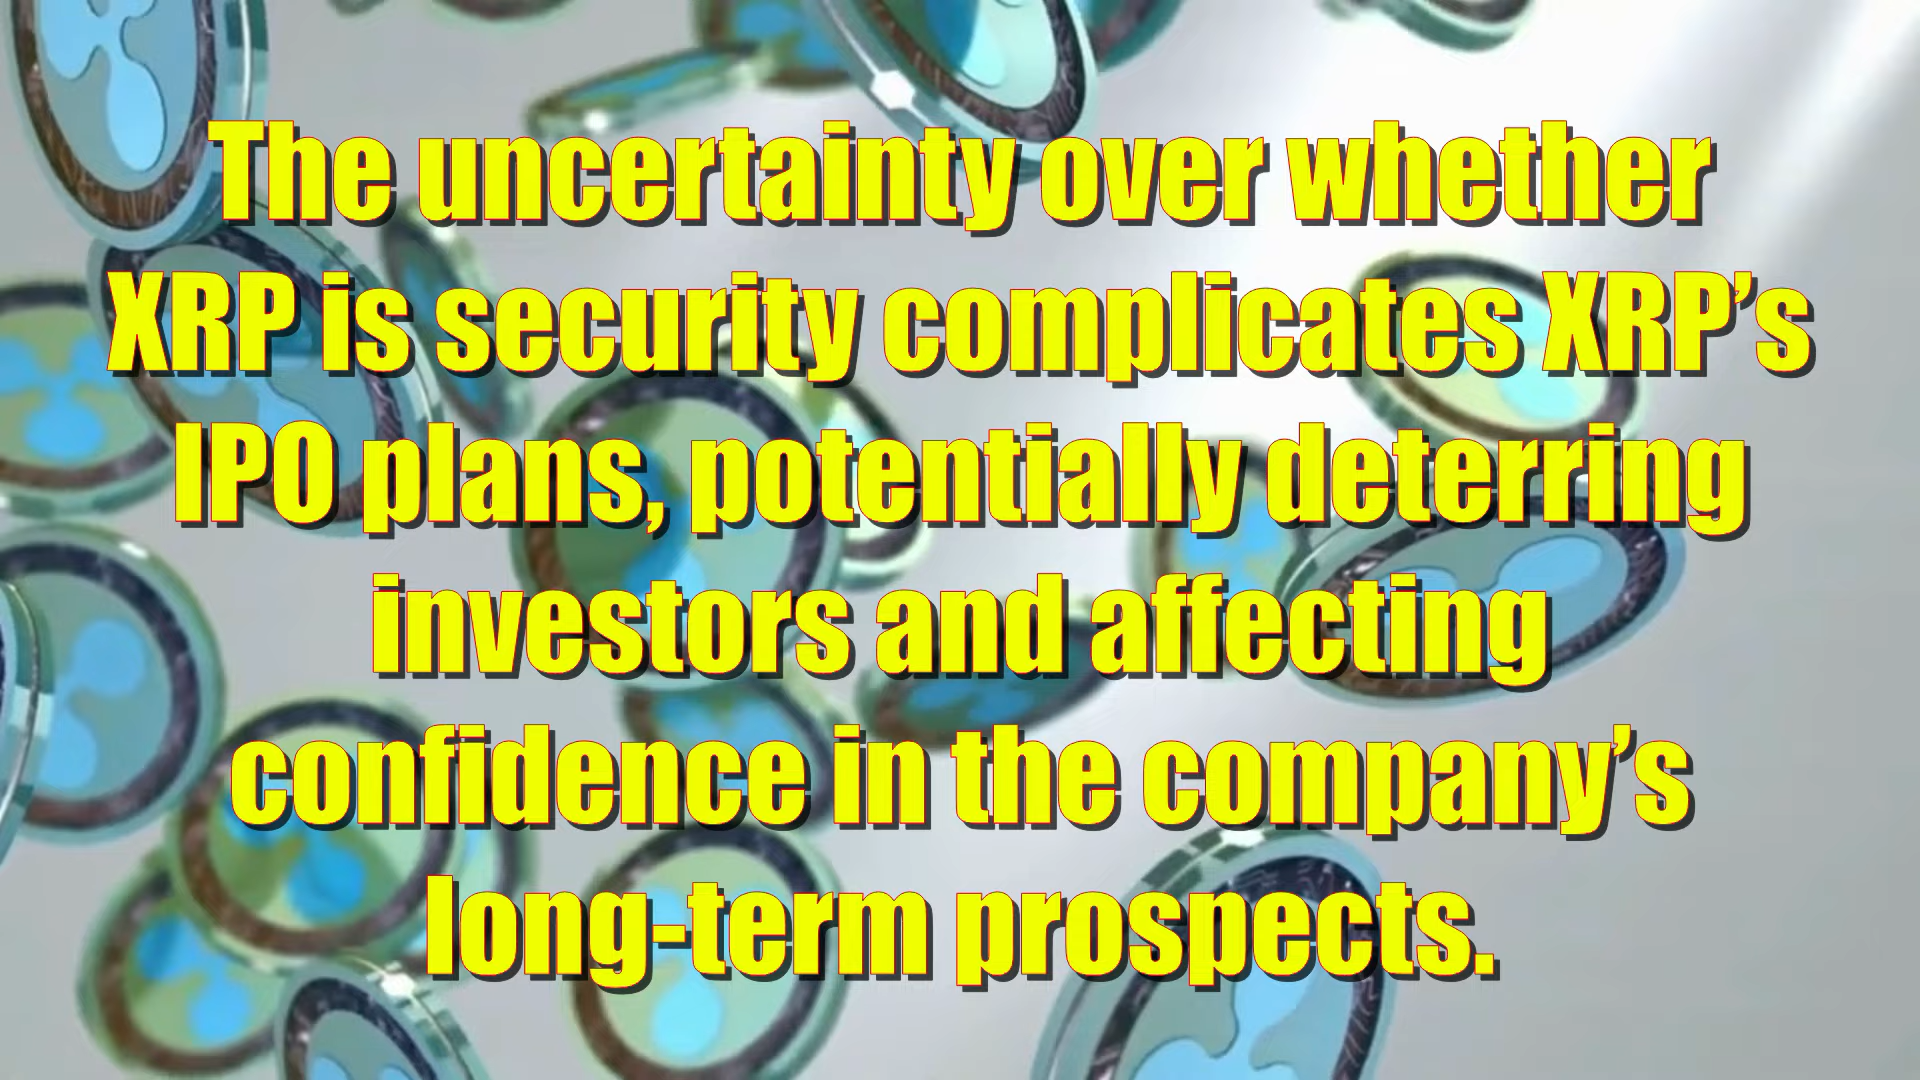 The uncertainty over whether
XRP is security complicates XRP’s
IPO plans, potentially deterring
investors and affecting
confidence in the company’s
long-term prospects.